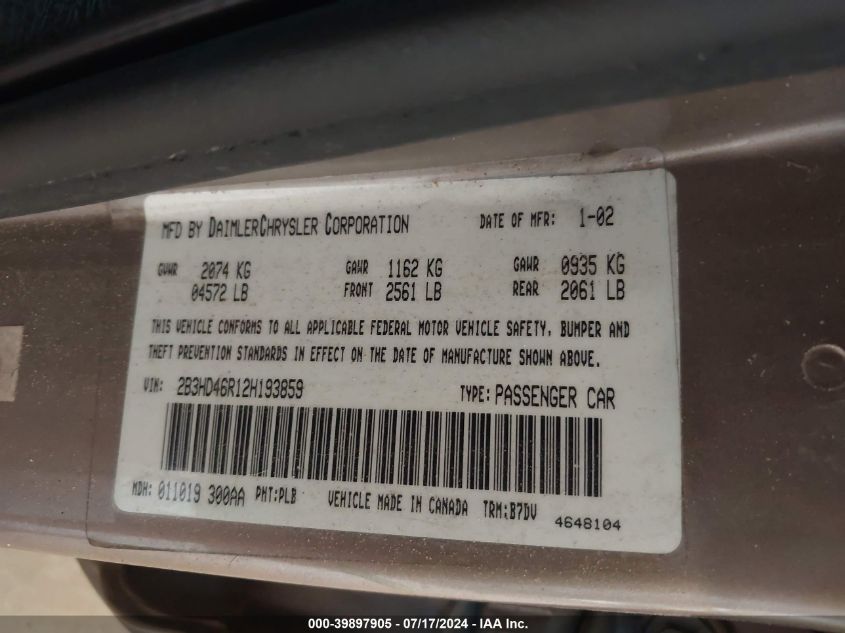 MFD BY DAIMLERCHRYSLER CORPORATION DATE OF MFR: 1-02
GVWR 2074 KG GAWR 1162 KG GAWR 0935 KG
04572 LB FRONT 2561 LB REAR 2061 LB
THIS VEHICLE CONFORMS TO ALL APPLICABLE FEDERAL MOTOR VEHICLE SAFETY, BUMPER AND
THEFT PREVENTION STANDARDS IN EFFECT ON THE DATE OF MANUFACTURE SHOWN ABOVE.
VIN: 2B3HD46R12H193859 TYPE: PASSENGER CAR
MDH: 011019 300AA PNT:PLB VEHICLE MADE IN CANADA TRM:B7DV
4648104
000-39897905 - 07/17/2024 - IAA Inc.